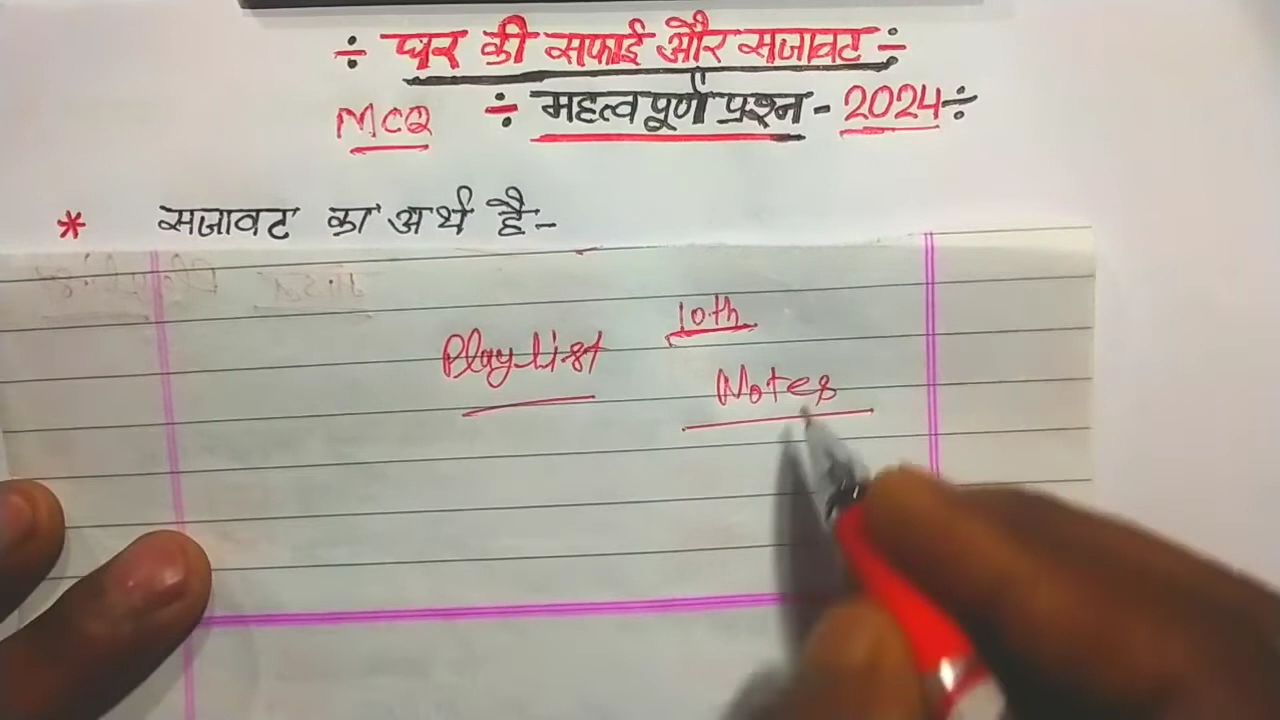 ÷ घर की सफाई और सजावट ÷
MCQ ÷ महत्वपूर्ण प्रश्न - 2024 ÷
* सजावट का अर्थ है-
10th
Playlist
Notes